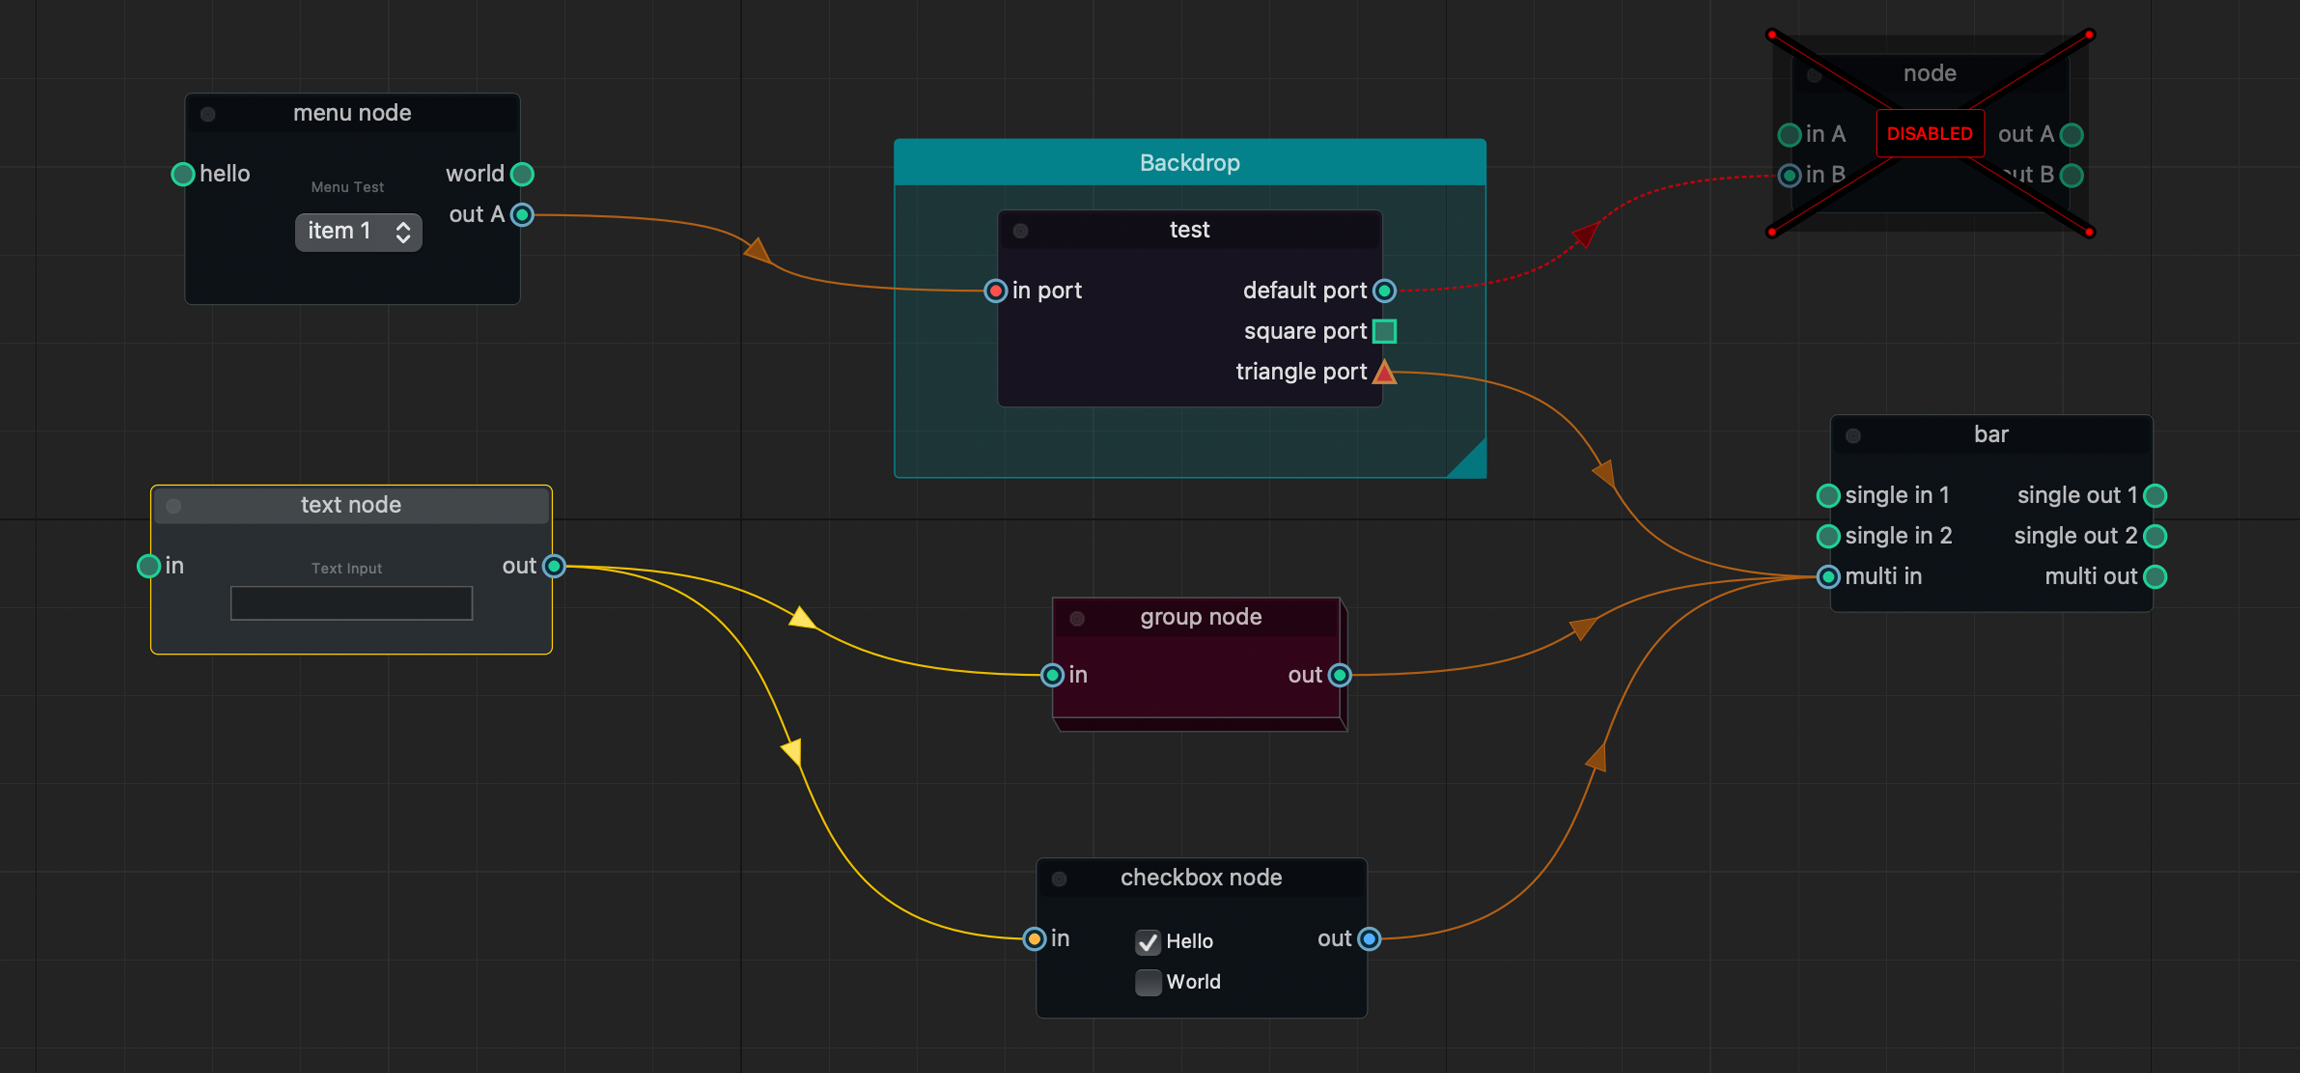 menu node
hello
world
Menu Test
out A
item 1
Backdrop
test
in port
default port
square port
triangle port
node
in A
DISABLED
out A
in B
out B
bar
single in 1
single out 1
single in 2
single out 2
multi in
multi out
text node
in
Text Input
out
group node
in
out
checkbox node
in
Hello
out
World